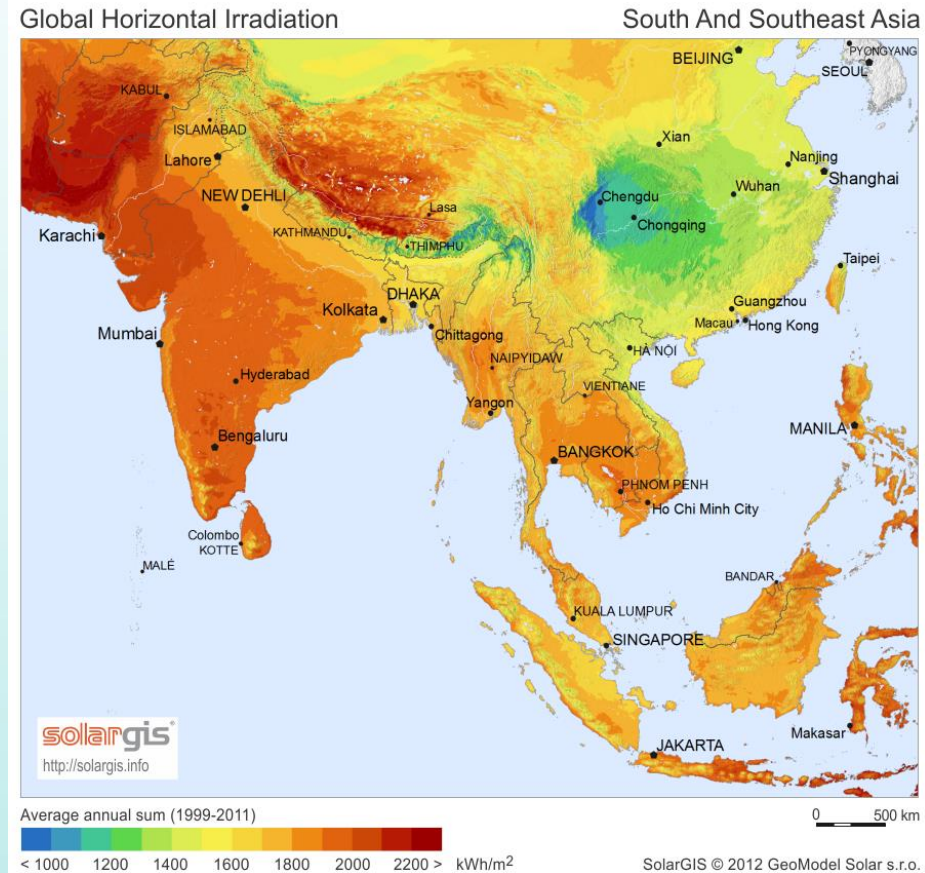 Global Horizontal Irradiation
South And Southeast Asia
BEIJING
PYONGYANG
SEOUL
KABUL
ISLAMABAD
Xian
Lahore
Nanjing
Shanghai
NEW DEHLI
Chengdu
Wuhan
Lasa
Chongqing
Karachi
KATHMANDU
THIMPHU
Taipei
DHAKA
Kolkata
Guangzhou
Macau
Hong Kong
Mumbai
Chittagong
HÀ NỘI
NAIPYIDAW
Hyderabad
VIENTIANE
Yangon
MANILA
Bengaluru
BANGKOK
PHNOM PENH
Ho Chi Minh City
Colombo
KOTTE
MALÉ
BANDAR
KUALA LUMPUR
SINGAPORE
Makasar
JAKARTA
solargis
http://solargis.info
Average annual sum (1999-2011)
0 500 km
< 1000 1200 1400 1600 1800 2000 2200 > kWh/m²
SolarGIS © 2012 GeoModel Solar s.r.o.